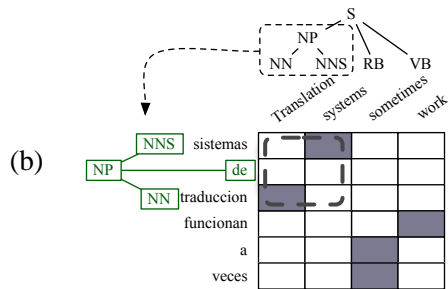 S
NP
NN NNS RB VB
Translation systems sometimes work
NNS sistemas
(b) NP de
NN traduccion
funcionan
a
veces